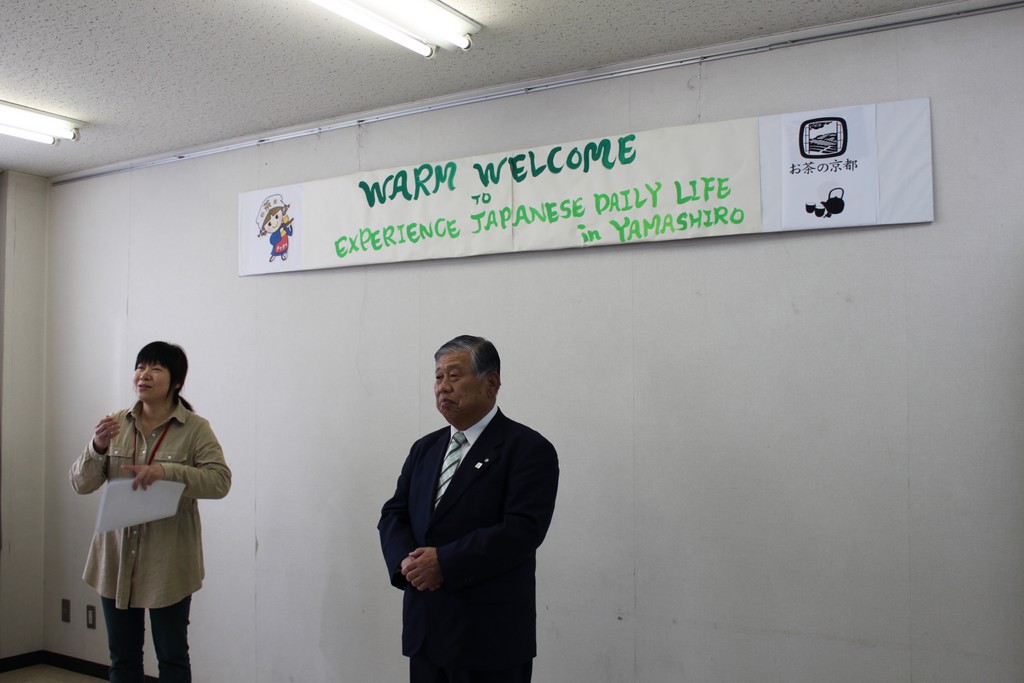 WARM WELCOME
TO
EXPERIENCE JAPANESE DAILY LIFE
in YAMASHIRO
お茶の京都